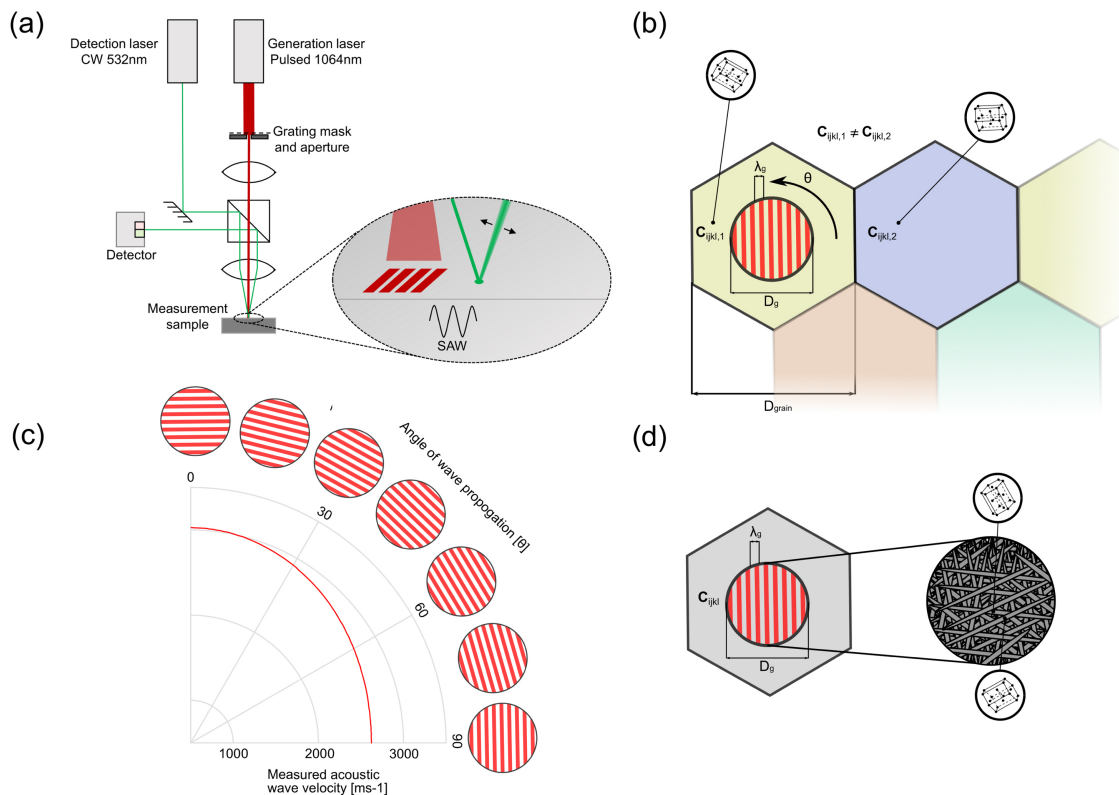 (a)
Detection laser
CW 532nm
Generation laser
Pulsed 1064nm
Grating mask
and aperture
Detector
Measurement
sample
SAW
(b)
C_ijkl,1 ≠ C_ijkl,2
λ_g
θ
C_ijkl,1
C_ijkl,2
D_g
D_grain
(c)
Angle of wave propogation [θ]
0
30
60
90
1000
2000
3000
Measured acoustic
wave velocity [ms-1]
(d)
λ_g
C_ijkl
D_g